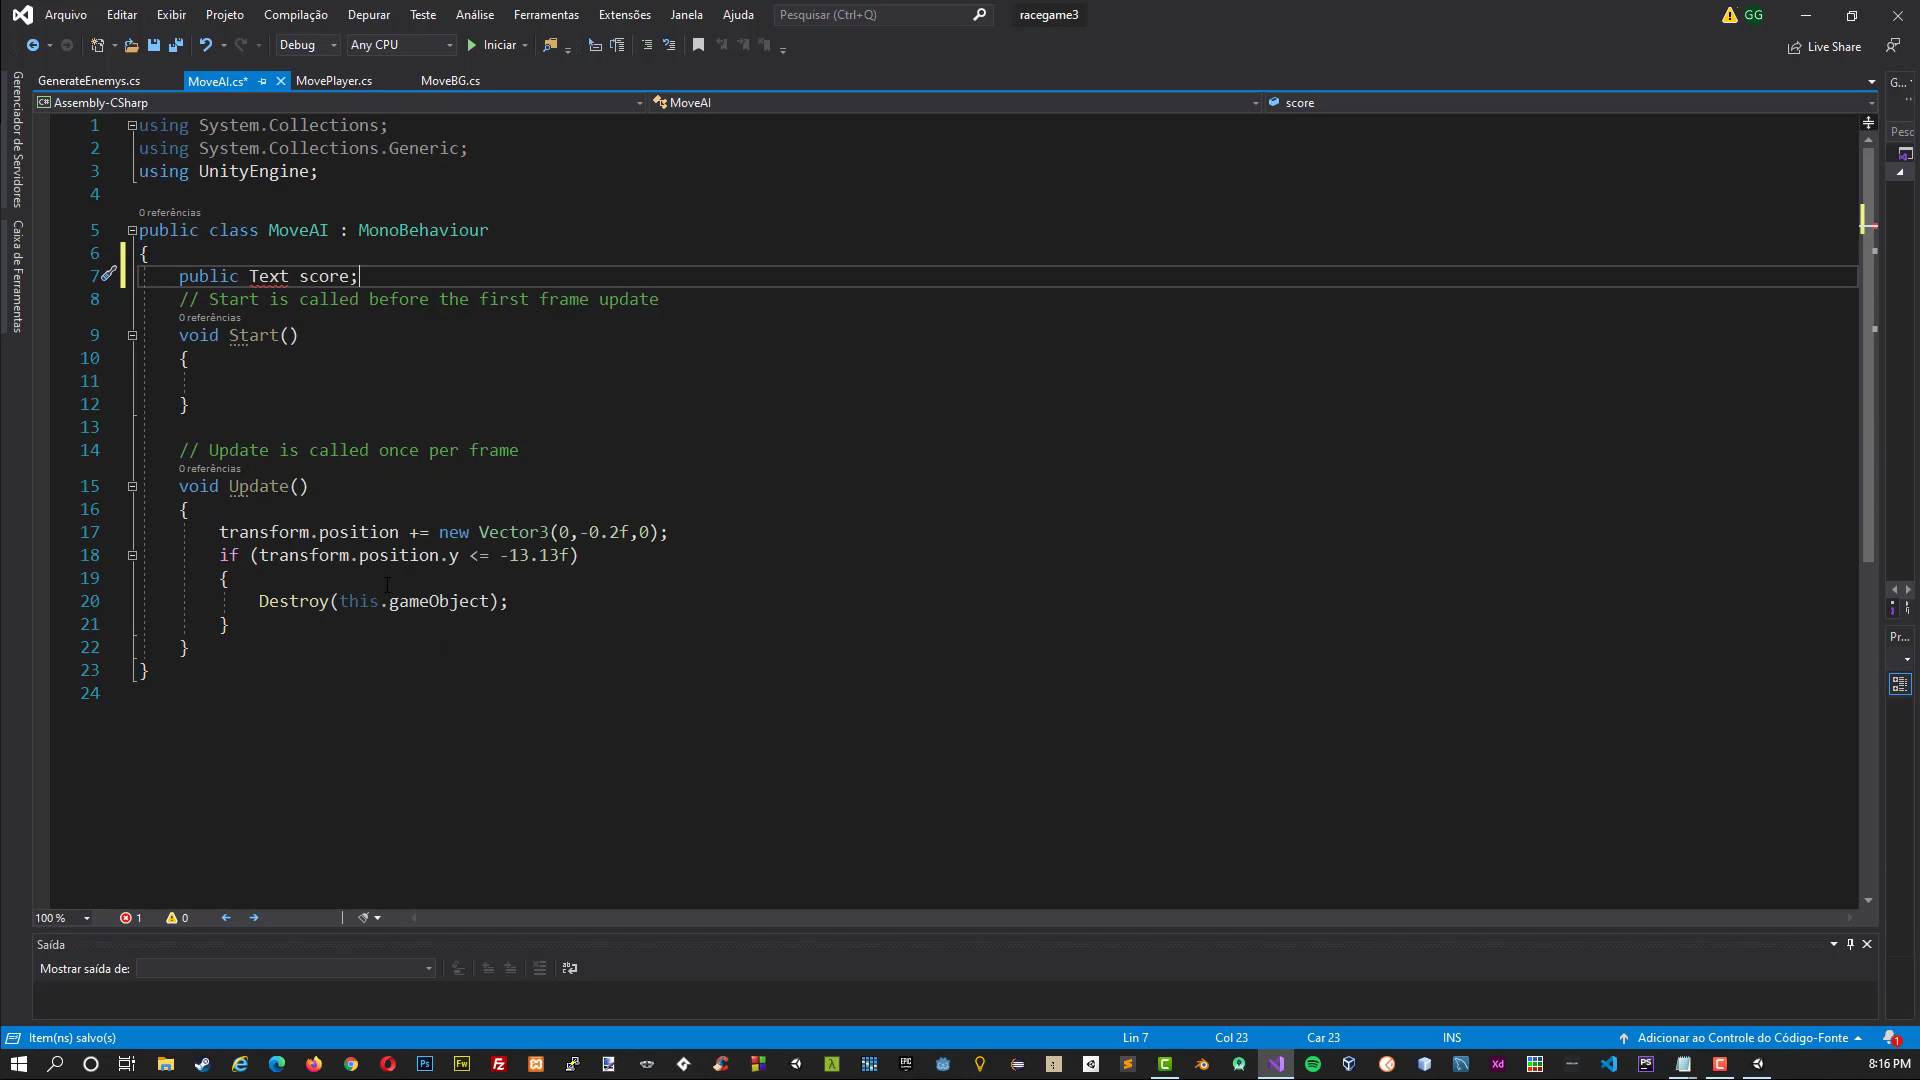 Arquivo Editar Exibir Projeto Compilação Depurar Teste Análise Ferramentas Extensões Janela Ajuda Pesquisar (Ctrl+Q) racegame3 GG
Debug Any CPU Iniciar Live Share
GenerateEnemys.cs MoveAI.cs* MovePlayer.cs MoveBG.cs G...
C# Assembly-CSharp MoveAI score
Gerenciador de Servidores
Caixa de Ferramentas
Pesc
1 using System.Collections;
2 using System.Collections.Generic;
3 using UnityEngine;
4
0 referências
5 public class MoveAI : MonoBehaviour
6 {
7 public Text score;
8 // Start is called before the first frame update
0 referências
9 void Start()
10 {
11
12 }
13
14 // Update is called once per frame
0 referências
15 void Update()
16 {
17 transform.position += new Vector3(0,-0.2f,0);
18 if (transform.position.y <= -13.13f)
19 {
20 Destroy(this.gameObject);
21 }
22 }
23 }
24
Pr...
100 % 1 0
Saída
Mostrar saída de:
Item(ns) salvo(s) Lin 7 Col 23 Car 23 INS Adicionar ao Controle do Código-Fonte 1
8:16 PM